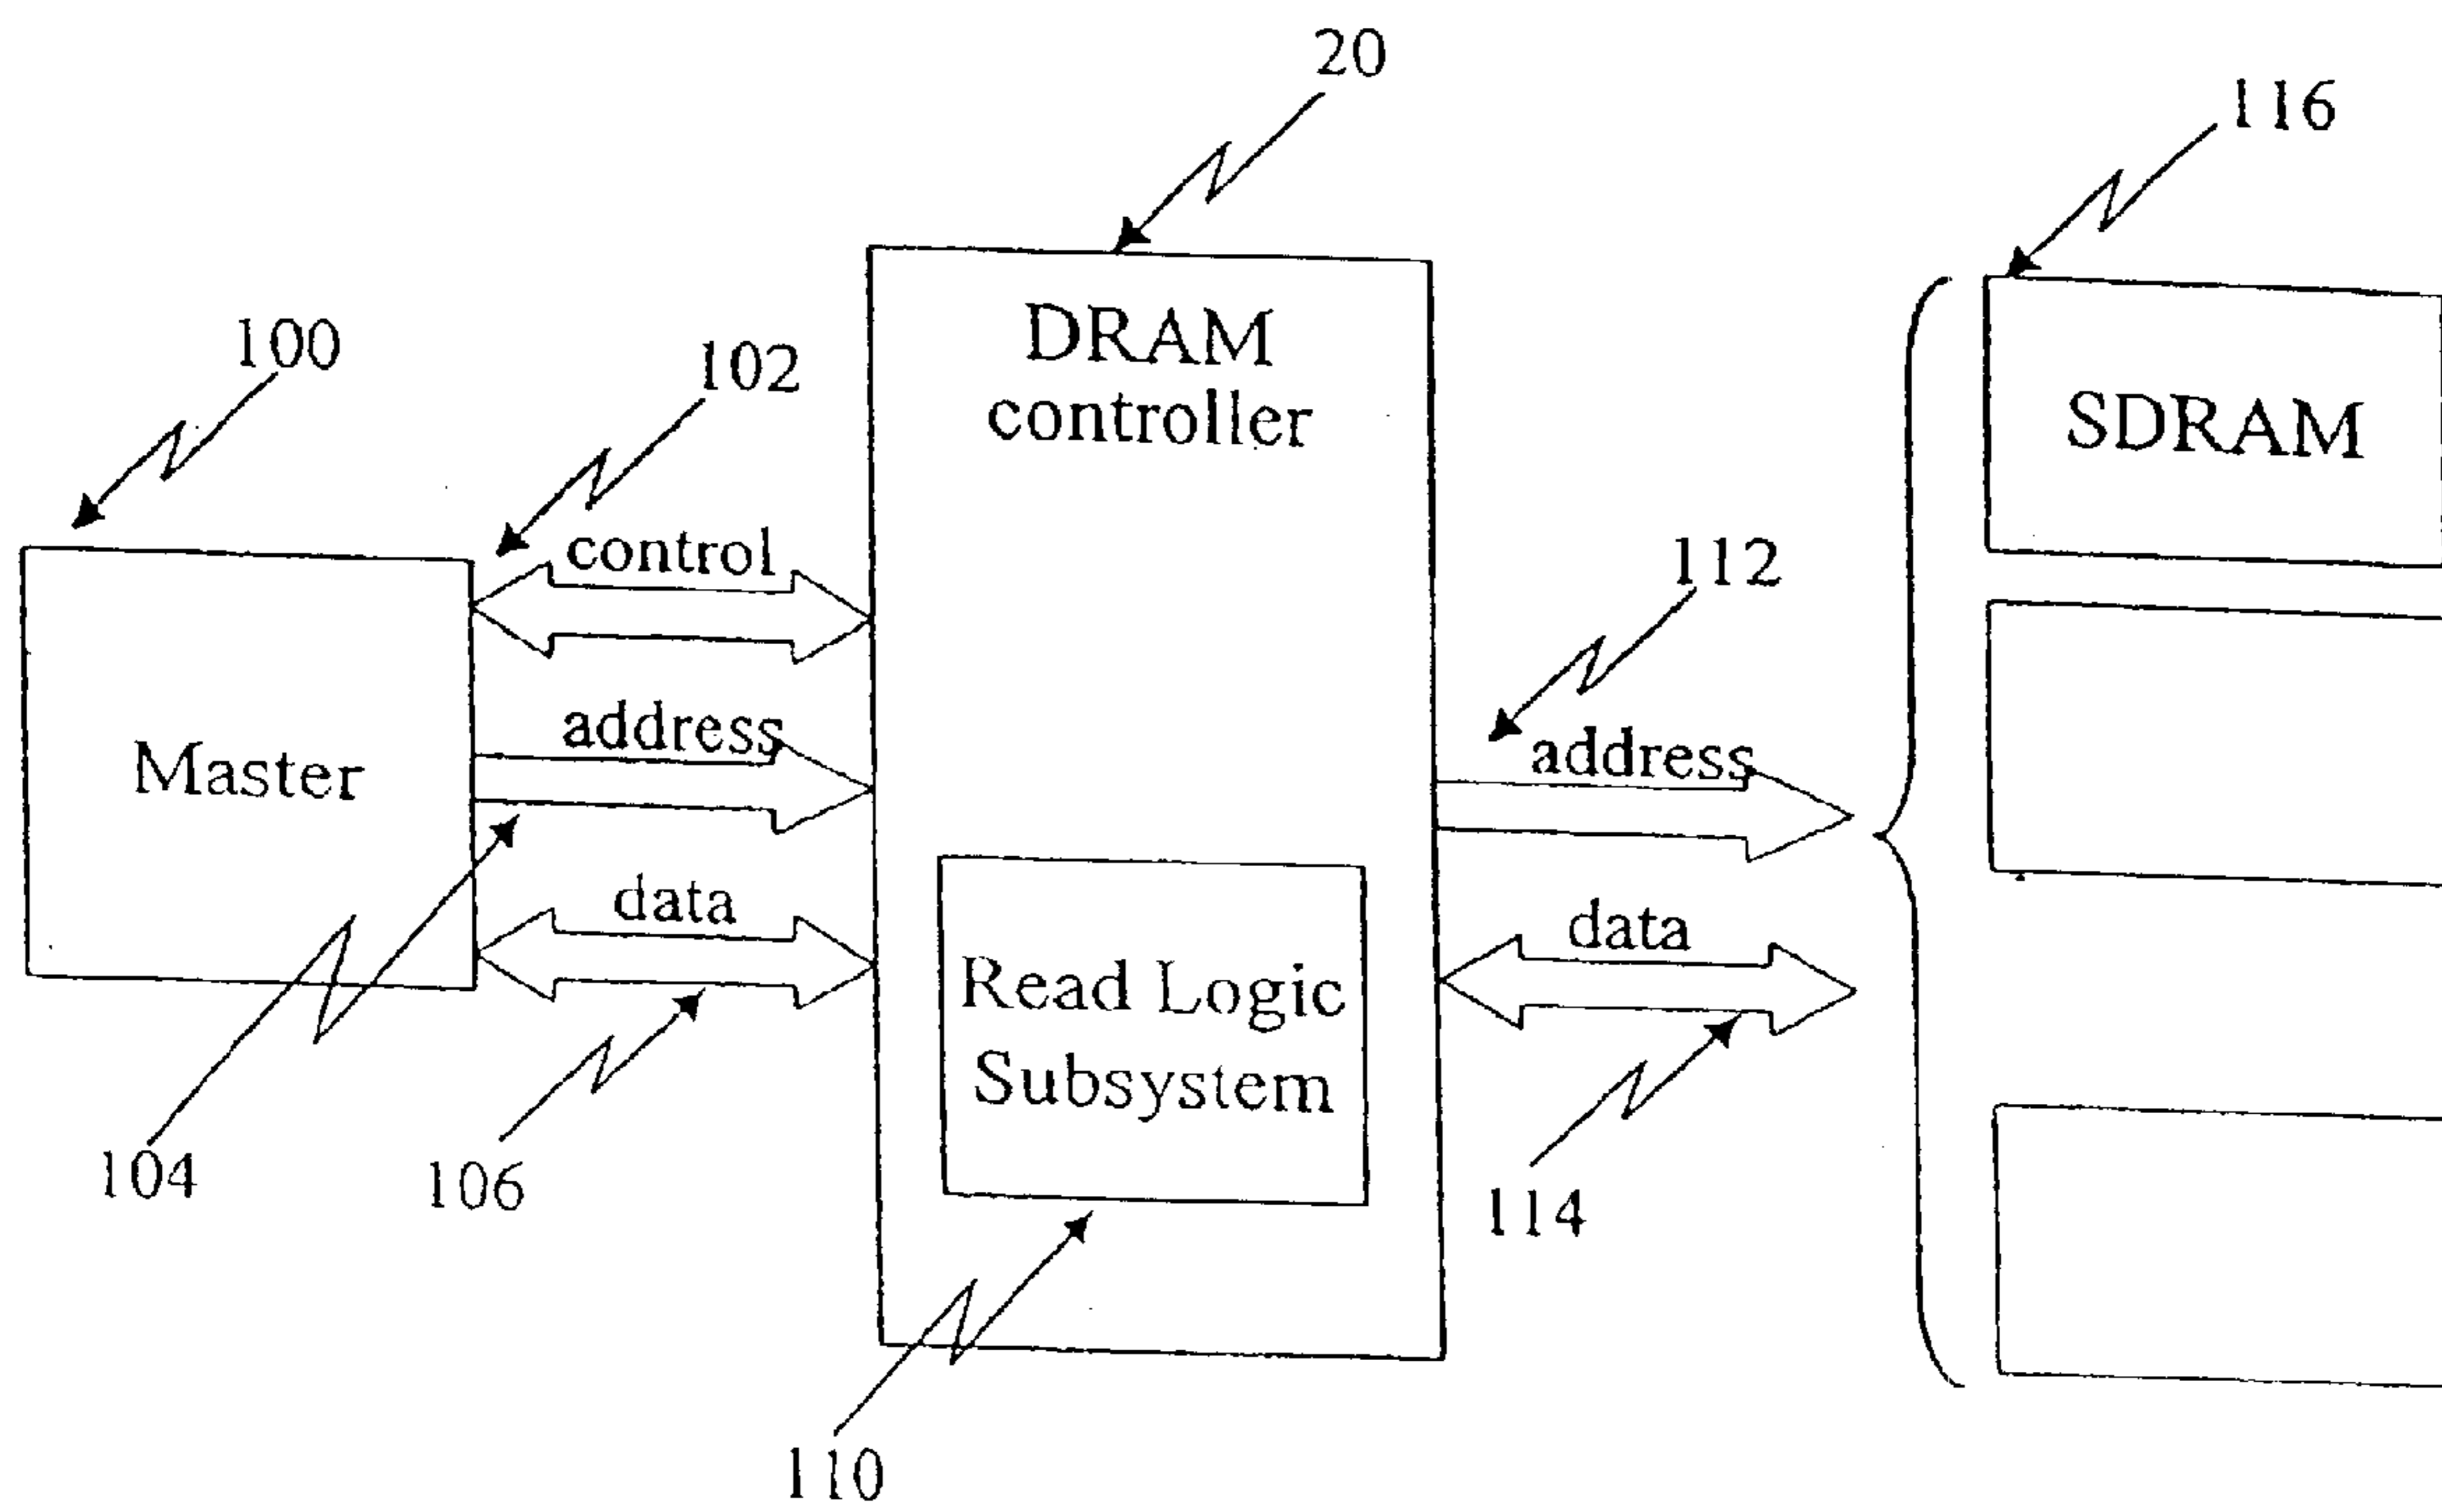 20
116
DRAM
controller
100
102
SDRAM
control
112
Master
address
address
data
data
Read Logic
Subsystem
104
106
114
110